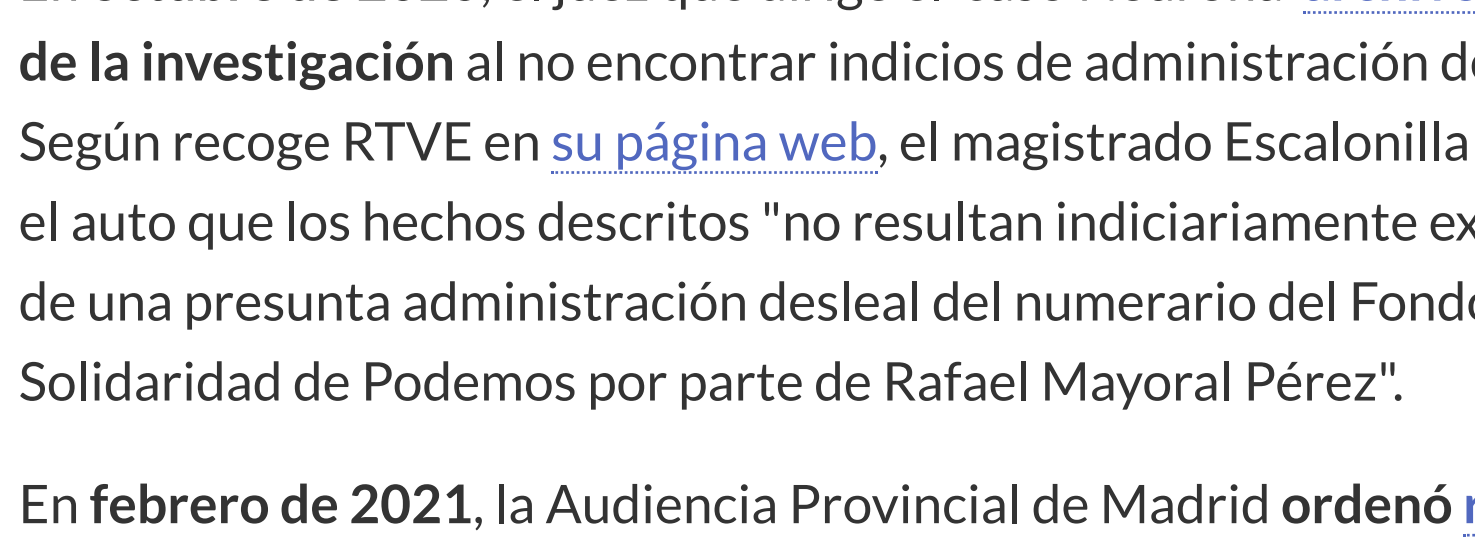 de la investigación al no encontrar indicios de administración
Según recoge RTVE en su página web, el magistrado Escalonilla
el auto que los hechos descritos "no resultan indiciariamente
de una presunta administración desleal del numerario del Fondo
Solidaridad de Podemos por parte de Rafael Mayoral Pérez".
En febrero de 2021, la Audiencia Provincial de Madrid ordenó